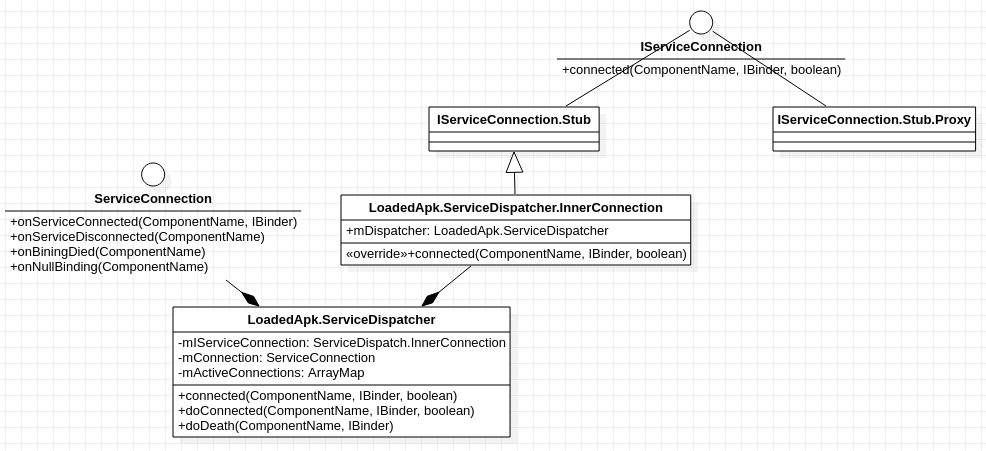 IServiceConnection
+connected(ComponentName, IBinder, boolean)
IServiceConnection.Stub
IServiceConnection.Stub.Proxy
ServiceConnection
+onServiceConnected(ComponentName, IBinder)
+onServiceDisconnected(ComponentName)
+onBiningDied(ComponentName)
+onNullBinding(ComponentName)
LoadedApk.ServiceDispatcher.InnerConnection
+mDispatcher: LoadedApk.ServiceDispatcher
«override»+connected(ComponentName, IBinder, boolean)
LoadedApk.ServiceDispatcher
-mIServiceConnection: ServiceDispatch.InnerConnection
-mConnection: ServiceConnection
-mActiveConnections: ArrayMap
+connected(ComponentName, IBinder, boolean)
+doConnected(ComponentName, IBinder, boolean)
+doDeath(ComponentName, IBinder)